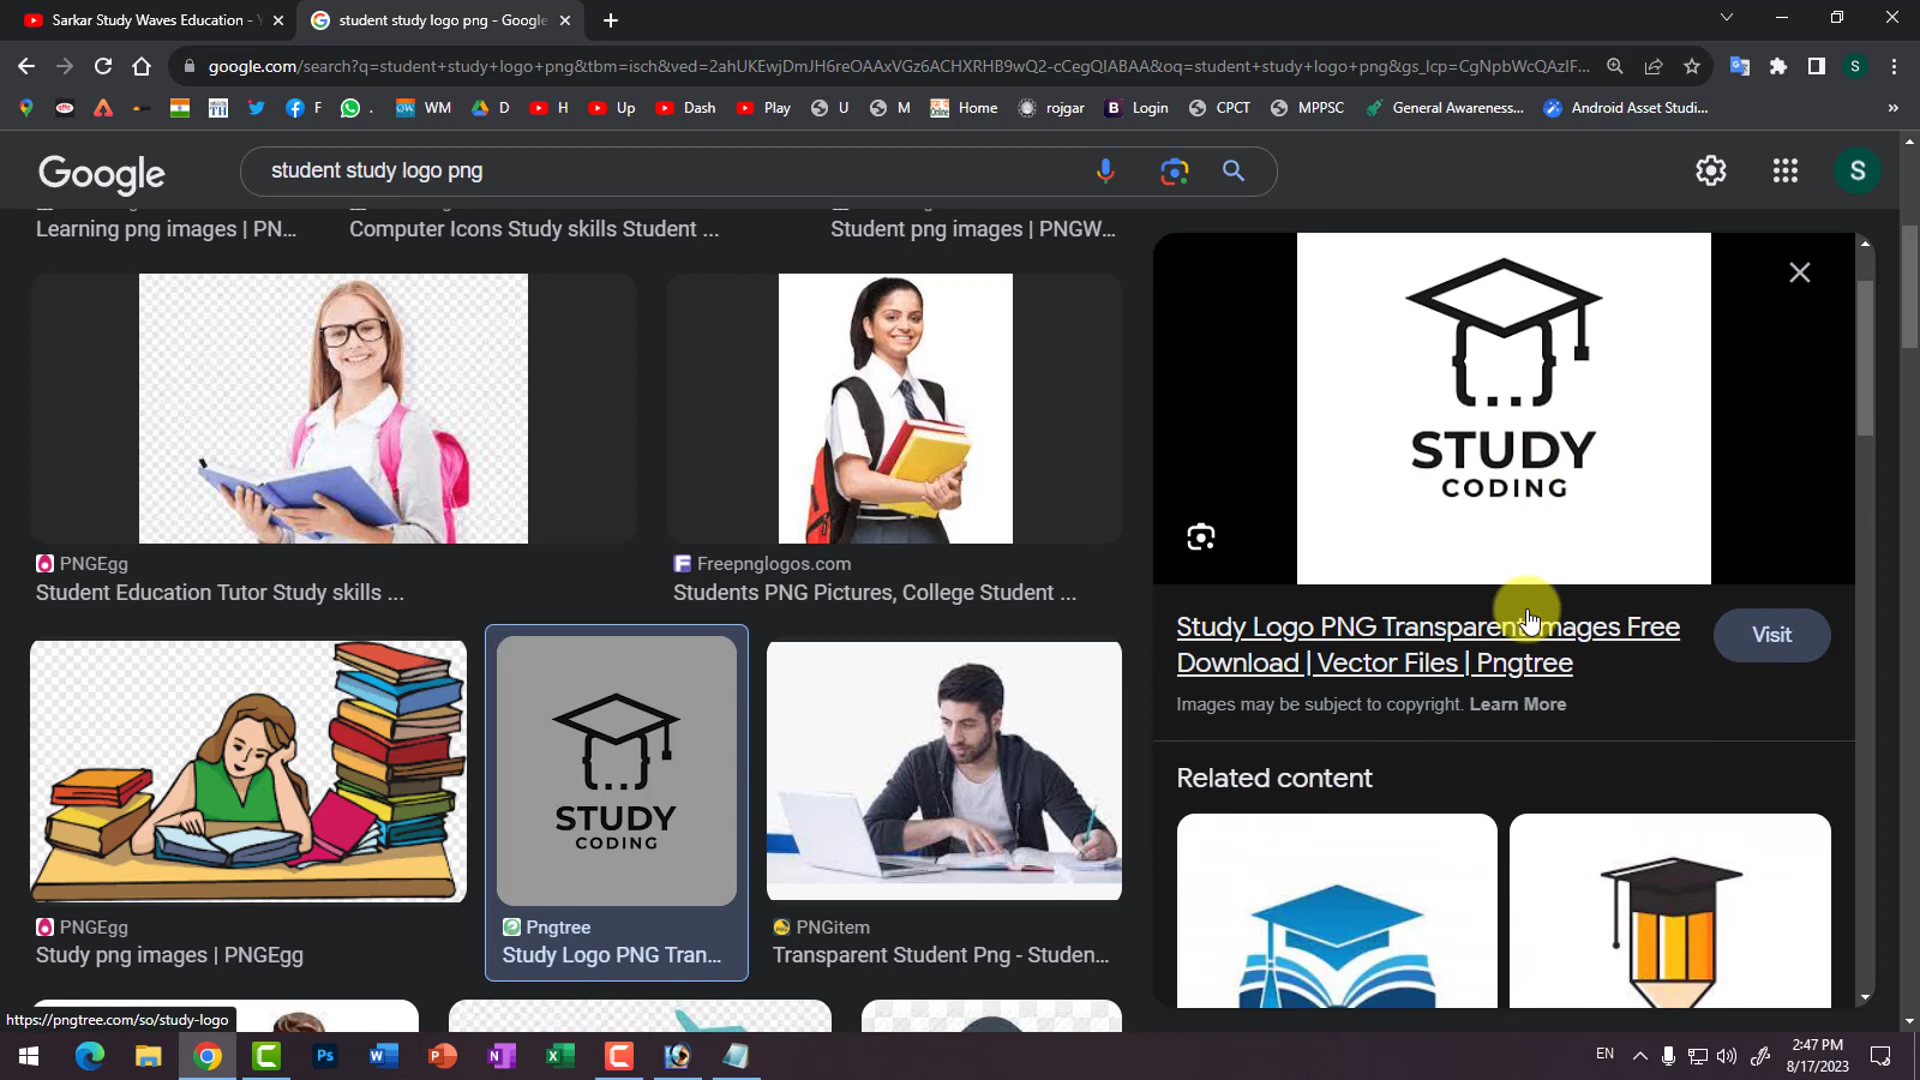 Sarkar Study Waves Education - Y
student study logo png - Google
google.com/search?q=student+study+logo+png&tbm=isch&ved=2ahUKEwjDmJH6reOAAxVGz6ACHXRHB9wQ2-cCegQIABAA&oq=student+study+logo+png&gs_lcp=CgNpbWcQAzIF...
F . WM D H Up Dash Play U M Home rojgar Login CPCT MPPSC General Awareness... Android Asset Studi... »
Google
student study logo png
S
Learning png images | PN... Computer Icons Study skills Student ... Student png images | PNGW...
PNGEgg
Student Education Tutor Study skills ...
Freepnglogos.com
Students PNG Pictures, College Student ...
PNGEgg
Study png images | PNGEgg
STUDY
CODING
Pngtree
Study Logo PNG Tran...
PNGitem
Transparent Student Png - Studen...
STUDY
CODING
Study Logo PNG Transparent Images Free
Download | Vector Files | Pngtree
Visit
Images may be subject to copyright. Learn More
Related content
https://pngtree.com/so/study-logo
Ps
EN
2:47 PM
8/17/2023